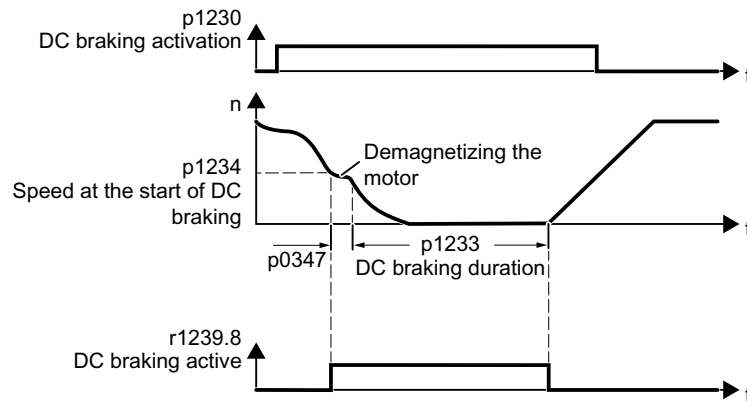 p1230
DC braking activation
t
n
p1234
Speed at the start of DC
braking
Demagnetizing the
motor
t
p0347
p1233
DC braking duration
r1239.8
DC braking active
t